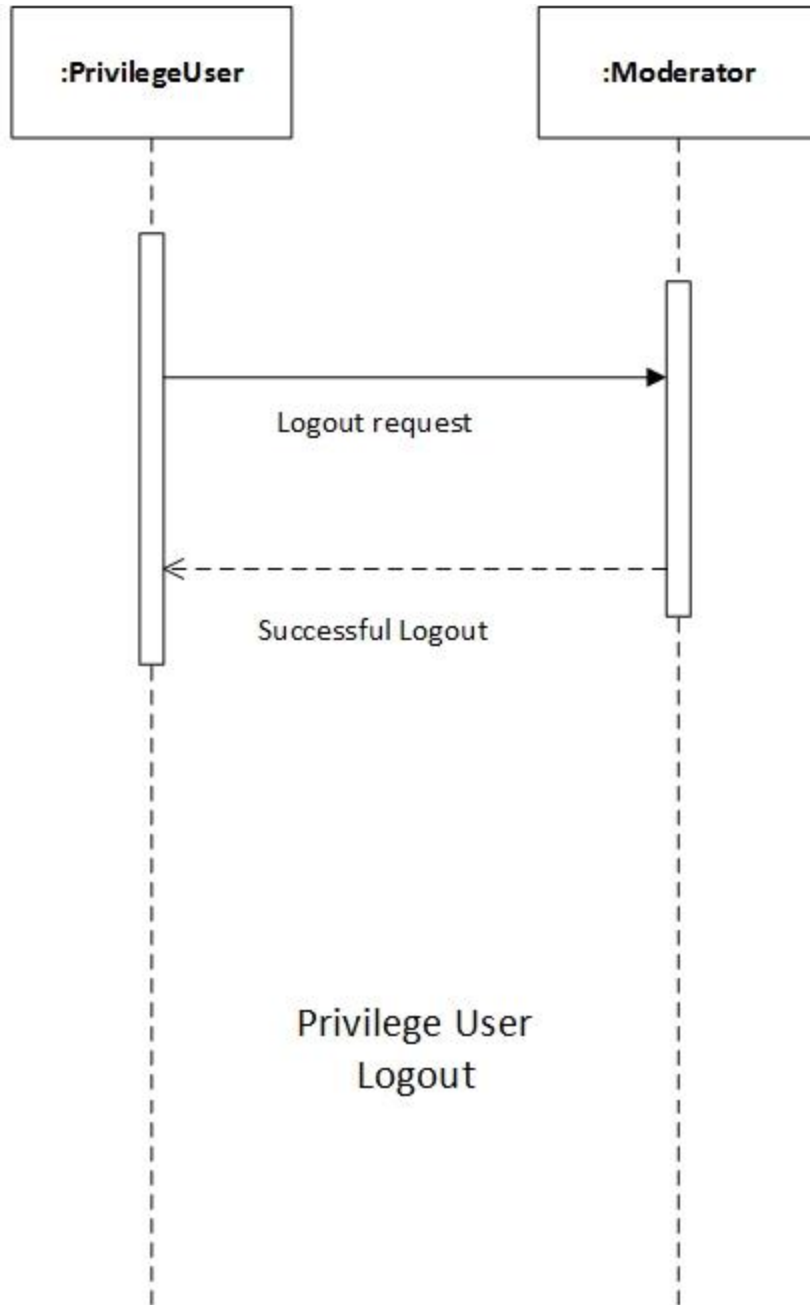 :PrivilegeUser
:Moderator
Logout request
Successful Logout
Privilege User
Logout